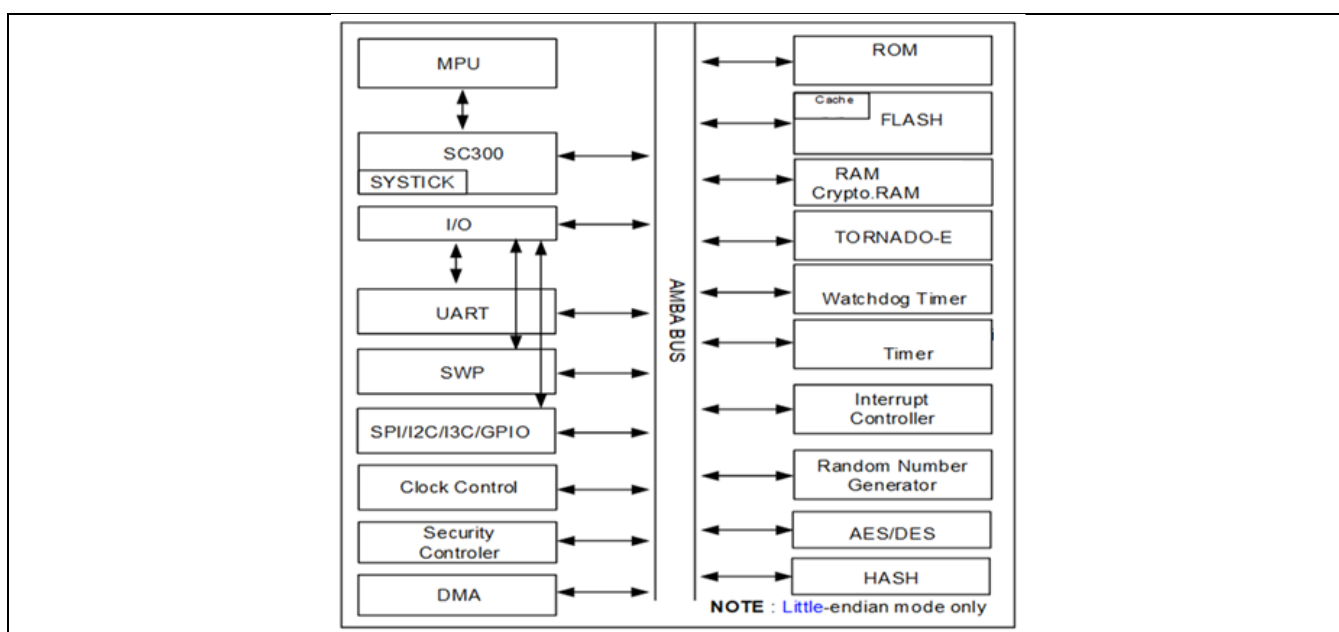 MPU
SC300
SYSTICK
I/O
UART
SWP
SPI/I2C/I3C/GPIO
Clock Control
Security
Controler
DMA
AMBA BUS
ROM
Cache
FLASH
RAM
Crypto.RAM
TORNADO-E
Watchdog Timer
Timer
Interrupt
Controller
Random Number
Generator
AES/DES
HASH
NOTE : Little-endian mode only